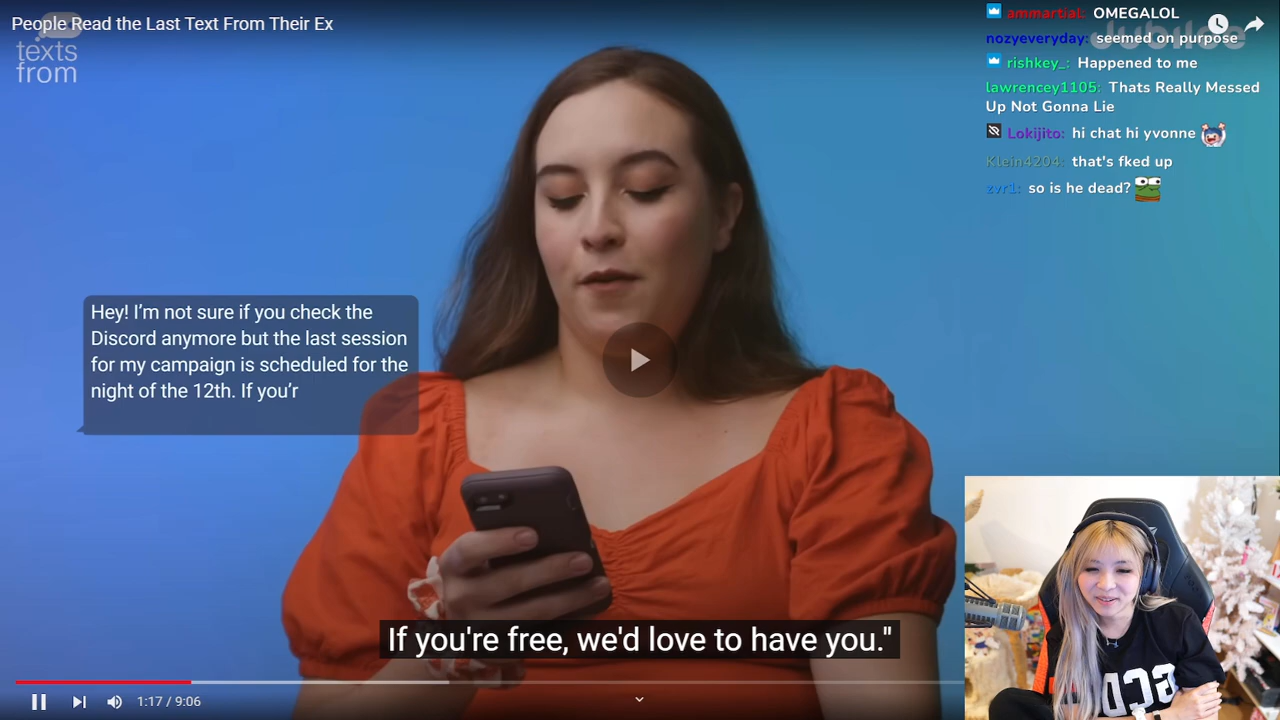 People Read the Last Text From Their Ex
texts
from
Jubilee
ammartial: OMEGALOL
nozyeveryday: seemed on purpose
rishkey_: Happened to me
lawrencey1105: Thats Really Messed
Up Not Gonna Lie
Lokijito: hi chat hi yvonne
Klein4204: that's fked up
zvr1: so is he dead?
Hey! I’m not sure if you check the
Discord anymore but the last session
for my campaign is scheduled for the
night of the 12th. If you’r
If you're free, we'd love to have you."
1:17 / 9:06